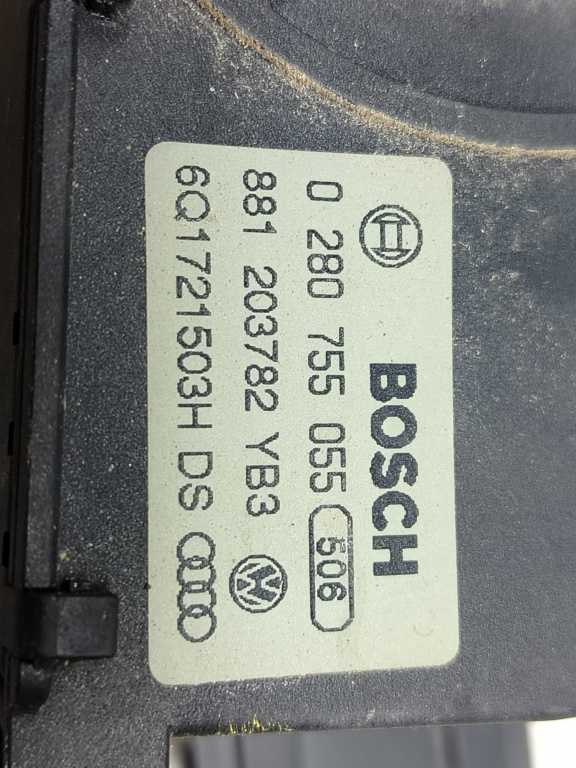 BOSCH
0 280 755 055 506
881 203782 YB3
6Q1721503H DS